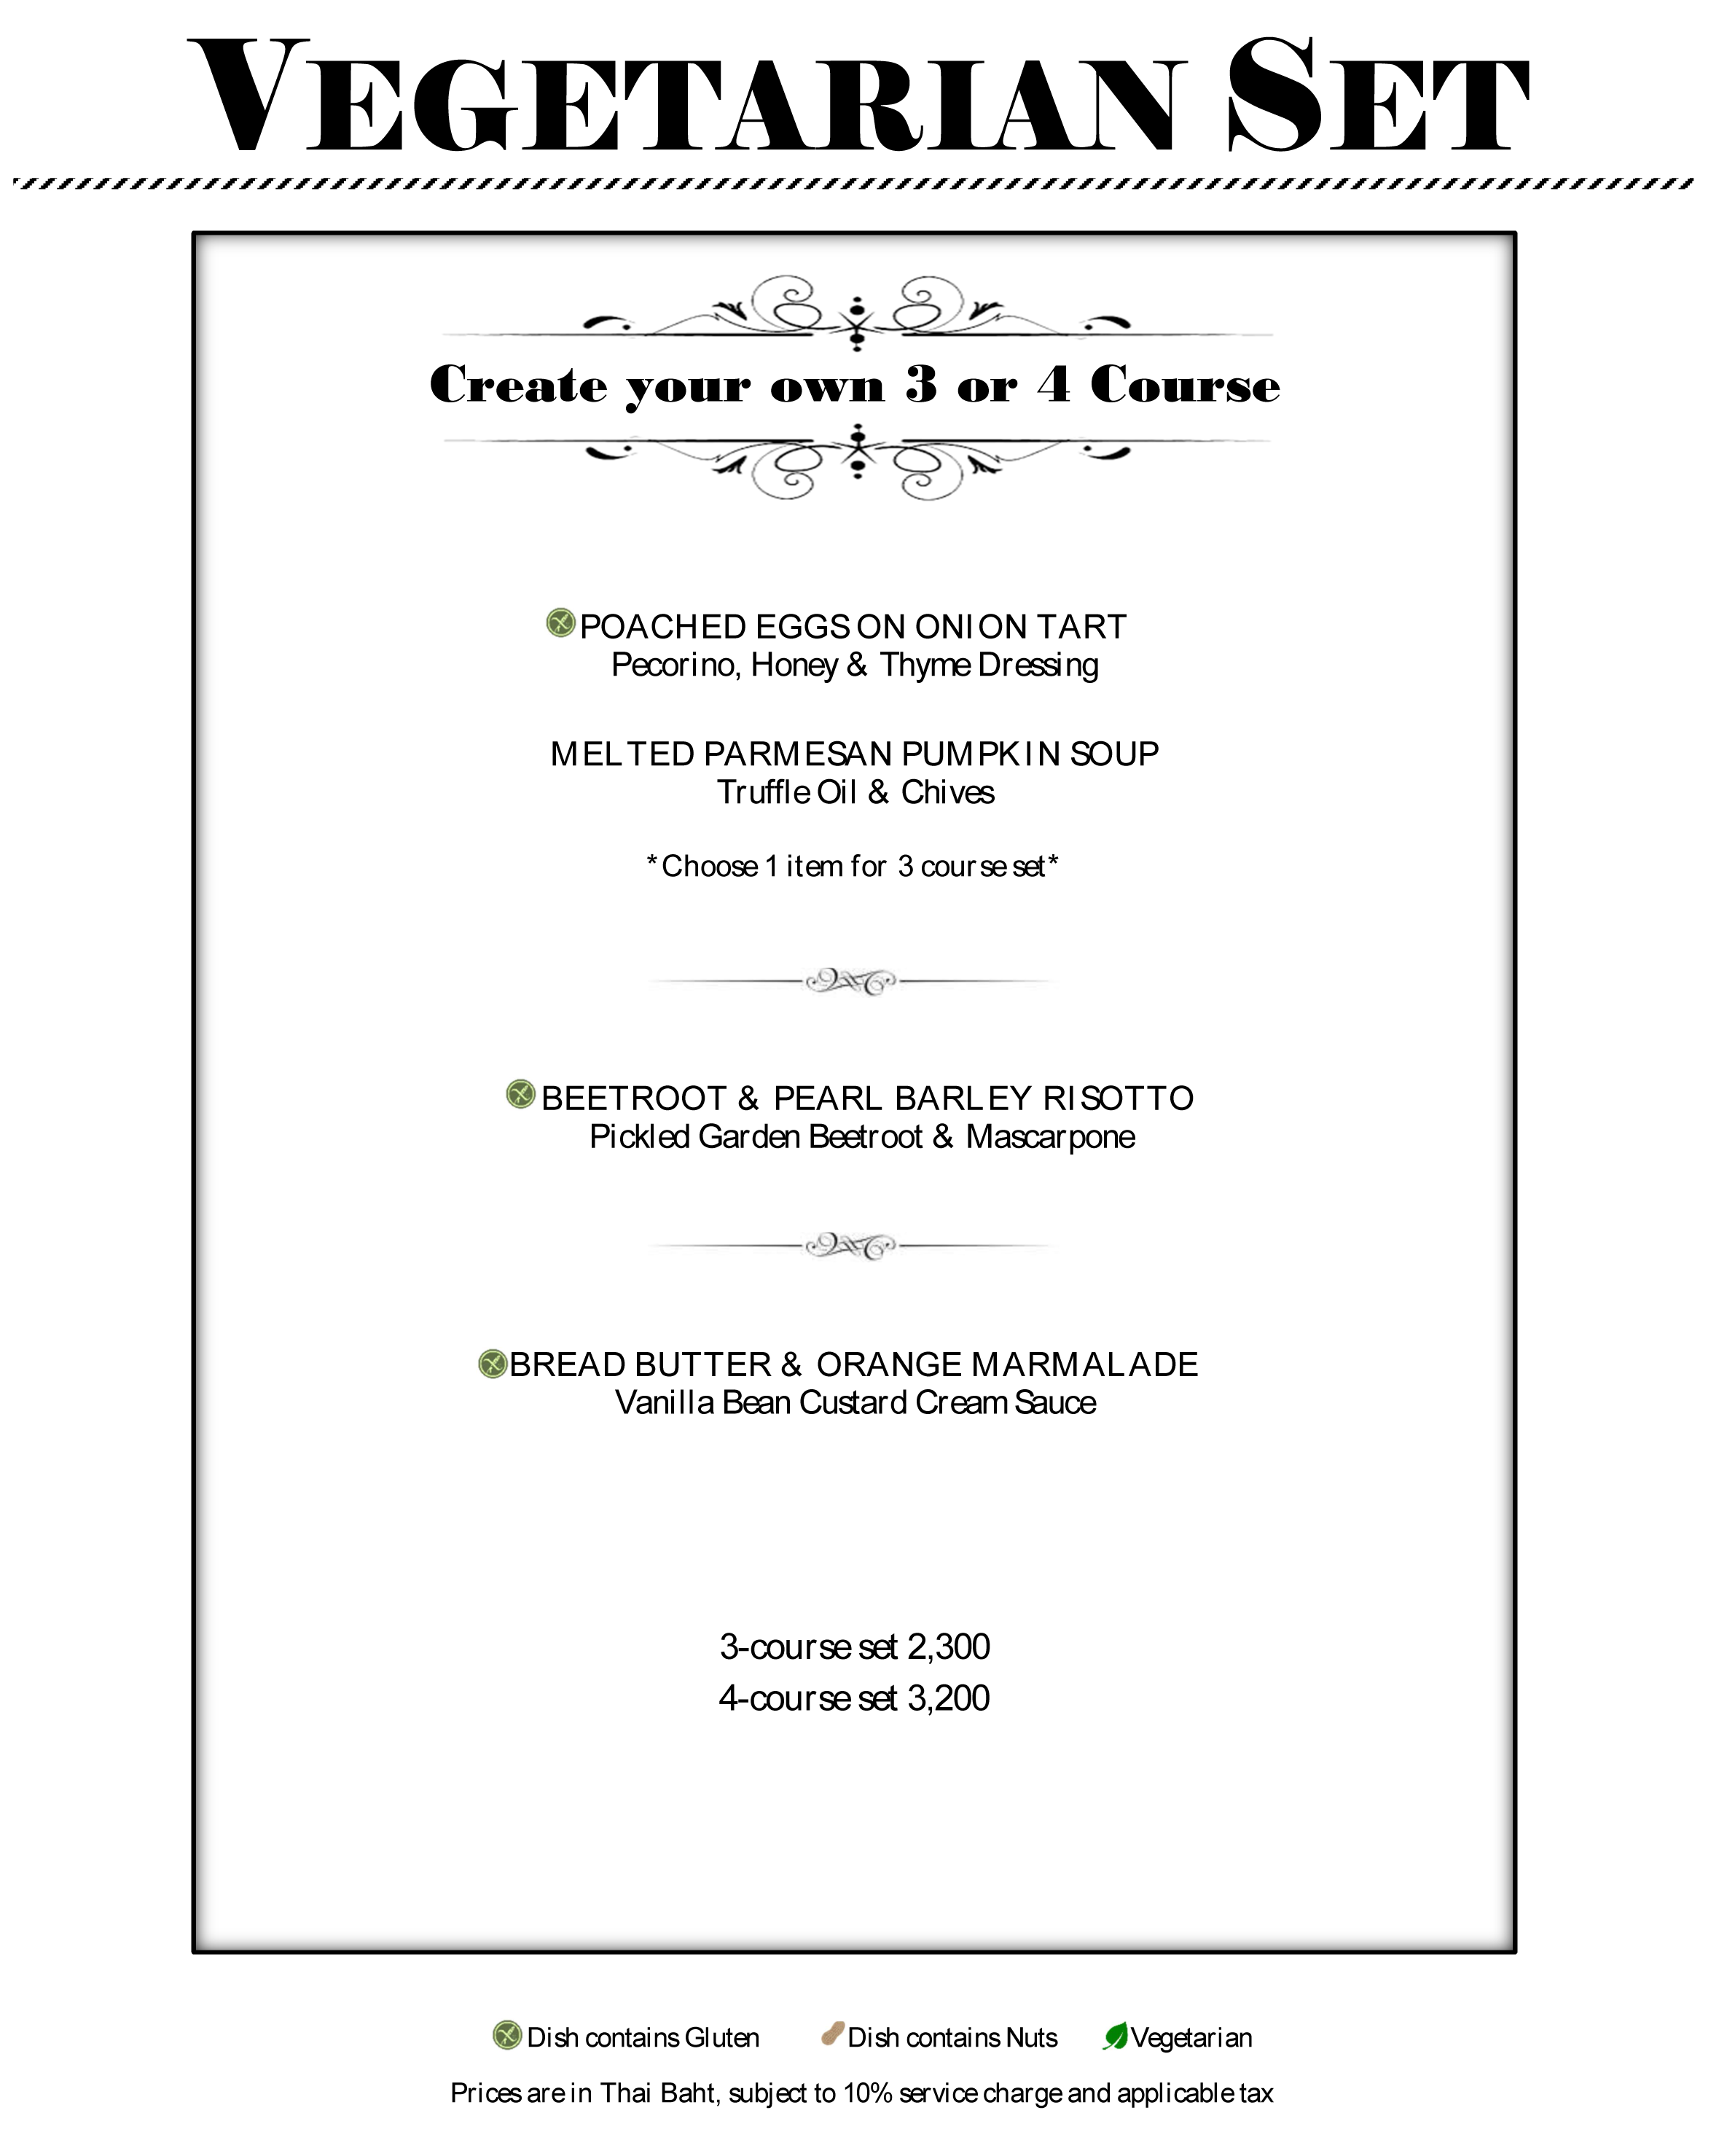 VEGETARIAN SET
Create your own 3 or 4 Course
POACHED EGGS ON ONION TART
Pecorino, Honey & Thyme Dressing
MELTED PARMESAN PUMPKIN SOUP
Truffle Oil & Chives
*Choose 1 item for 3 course set*
BEETROOT & PEARL BARLEY RISOTTO
Pickled Garden Beetroot & Mascarpone
BREAD BUTTER & ORANGE MARMALADE
Vanilla Bean Custard Cream Sauce
3-course set 2,300
4-course set 3,200
Dish contains Gluten Dish contains Nuts Vegetarian
Prices are in Thai Baht, subject to 10% service charge and applicable tax